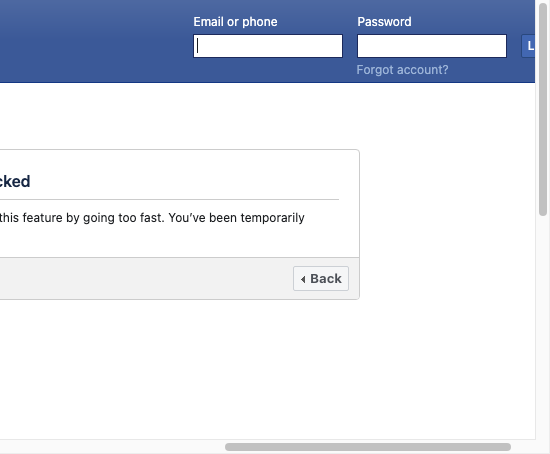 Email or phone
Password
Forgot account?
cked
this feature by going too fast. You've been temporarily
Back